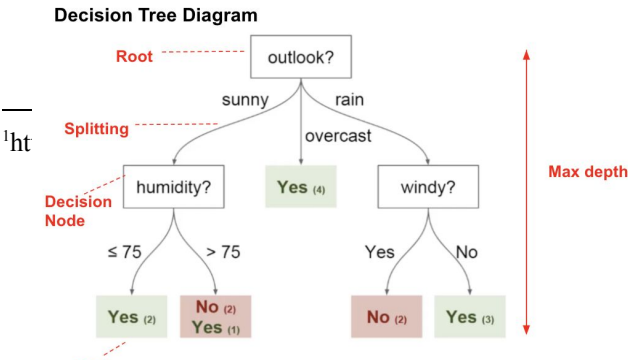 Decision Tree Diagram
Root
outlook?
sunny
rain
Splitting
overcast
¹ht
humidity?
Yes (4)
windy?
Max depth
Decision
Node
≤ 75
> 75
Yes
No
Yes (2)
No (2)
Yes (1)
No (2)
Yes (3)